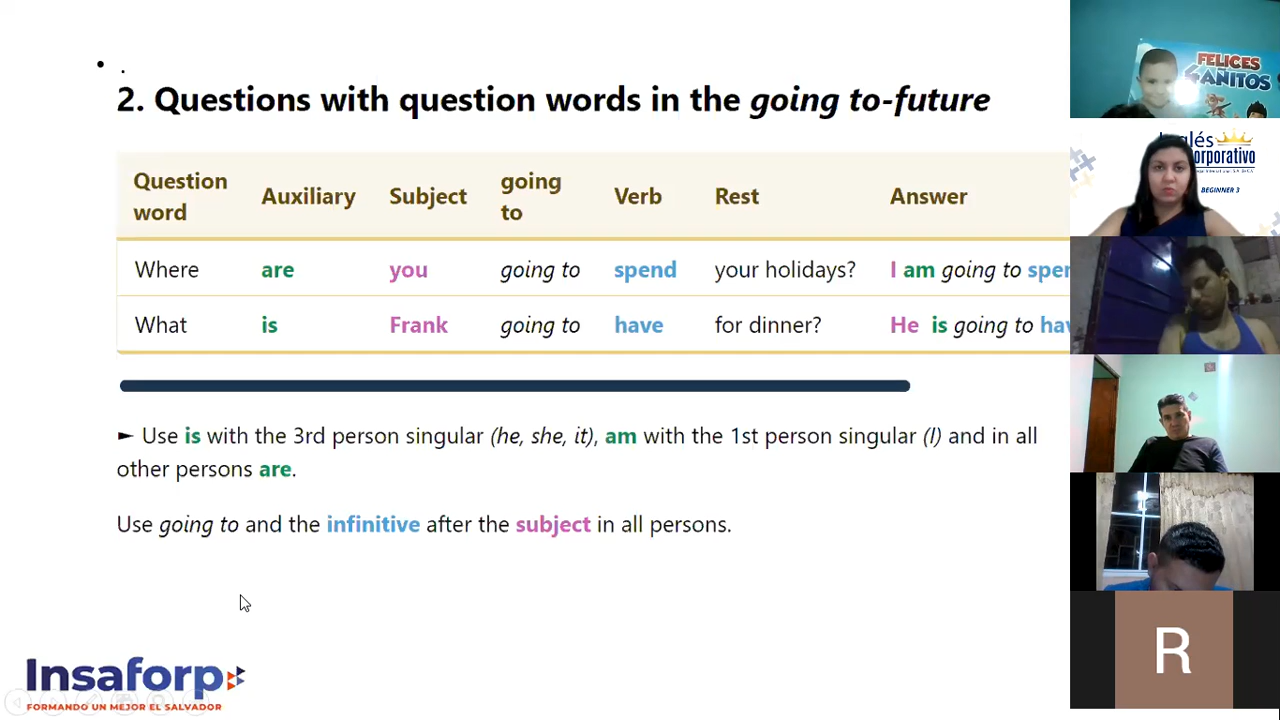 • .
2. Questions with question words in the going to-future
Question word Auxiliary Subject going to Verb Rest Answer
Where are you going to spend your holidays? I am going to spen
What is Frank going to have for dinner? He is going to hav
► Use is with the 3rd person singular (he, she, it), am with the 1st person singular (I) and in all
other persons are.
Use going to and the infinitive after the subject in all persons.
Insaforp
FORMANDO UN MEJOR EL SALVADOR
FELICES
4 AÑITOS
Inglés
Corporativo
BEGINNER 3
R